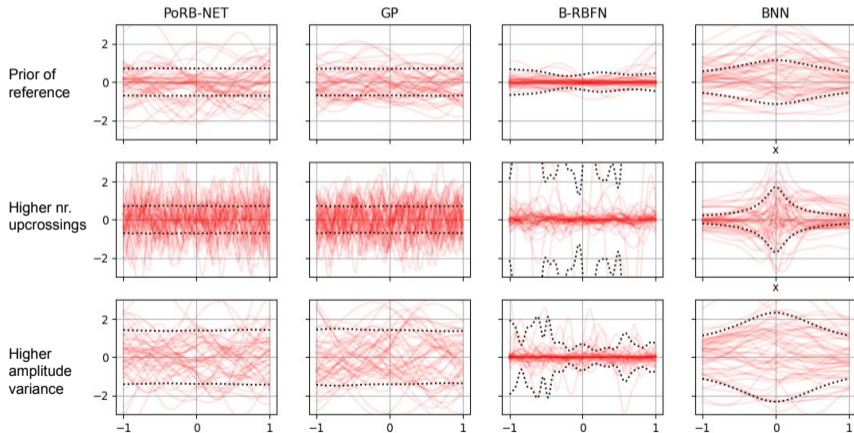 PoRB-NET GP B-RBFN BNN
Prior of
reference
2
0
−2
x
Higher nr.
upcrossings
2
0
−2
x
Higher
amplitude
variance
2
0
−2
−1 0 1 −1 0 1 −1 0 1 −1 0 1